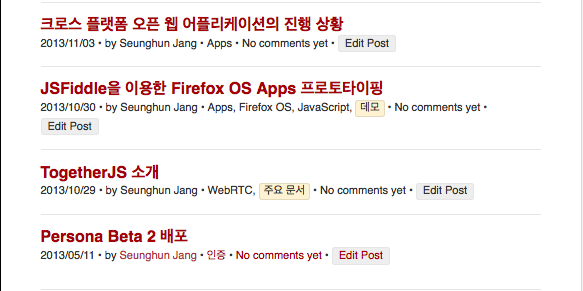 크로스 플랫폼 오픈 웹 어플리케이션의 진행 상황
2013/11/03 • by Seunghun Jang • Apps • No comments yet • Edit Post
JSFiddle을 이용한 Firefox OS Apps 프로토타이핑
2013/10/30 • by Seunghun Jang • Apps, Firefox OS, JavaScript, 데모 • No comments yet •
Edit Post
TogetherJS 소개
2013/10/29 • by Seunghun Jang • WebRTC, 주요 문서 • No comments yet • Edit Post
Persona Beta 2 배포
2013/05/11 • by Seunghun Jang • 인증 • No comments yet • Edit Post